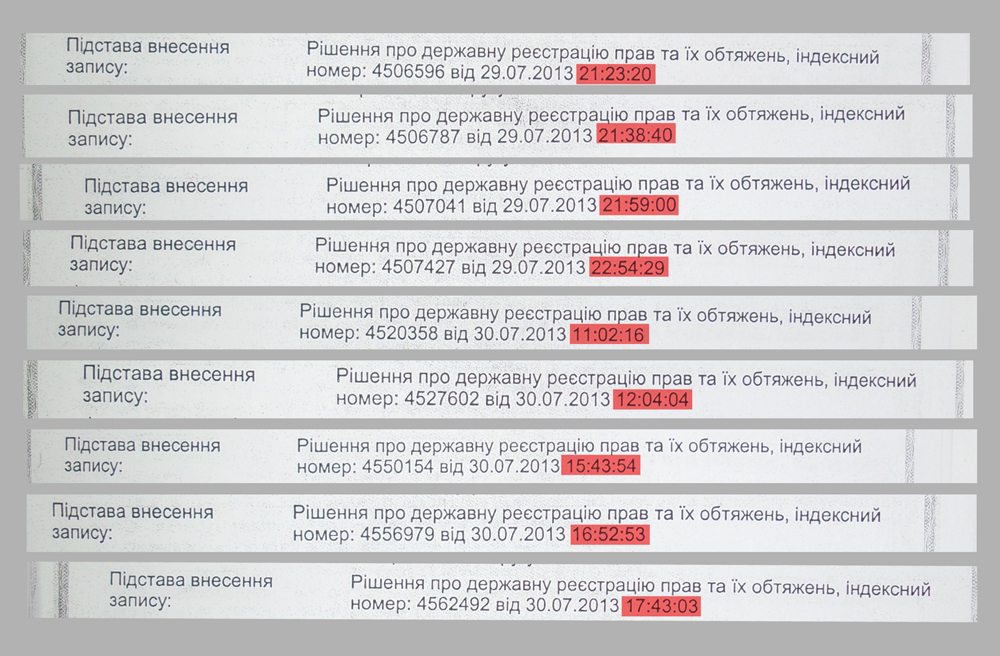 Підстава внесення
запису:
Рішення про державну реєстрацію прав та їх обтяжень, індексний
номер: 4506596 від 29.07.2013 21:23:20
Підстава внесення
запису:
Рішення про державну реєстрацію прав та їх обтяжень, індексний
номер: 4506787 від 29.07.2013 21:38:40
Підстава внесення
запису:
Рішення про державну реєстрацію прав та їх обтяжень, індексний
номер: 4507041 від 29.07.2013 21:59:00
Підстава внесення
запису:
Рішення про державну реєстрацію прав та їх обтяжень, індексний
номер: 4507427 від 29.07.2013 22:54:29
Підстава внесення
запису:
Рішення про державну реєстрацію прав та їх обтяжень, індексний
номер: 4520358 від 30.07.2013 11:02:16
Підстава внесення
запису:
Рішення про державну реєстрацію прав та їх обтяжень, індексний
номер: 4527602 від 30.07.2013 12:04:04
Підстава внесення
запису:
Рішення про державну реєстрацію прав та їх обтяжень, індексний
номер: 4550154 від 30.07.2013 15:43:54
Підстава внесення
запису:
Рішення про державну реєстрацію прав та їх обтяжень, індексний
номер: 4556979 від 30.07.2013 16:52:53
Підстава внесення
запису:
Рішення про державну реєстрацію прав та їх обтяжень, індексний
номер: 4562492 від 30.07.2013 17:43:03